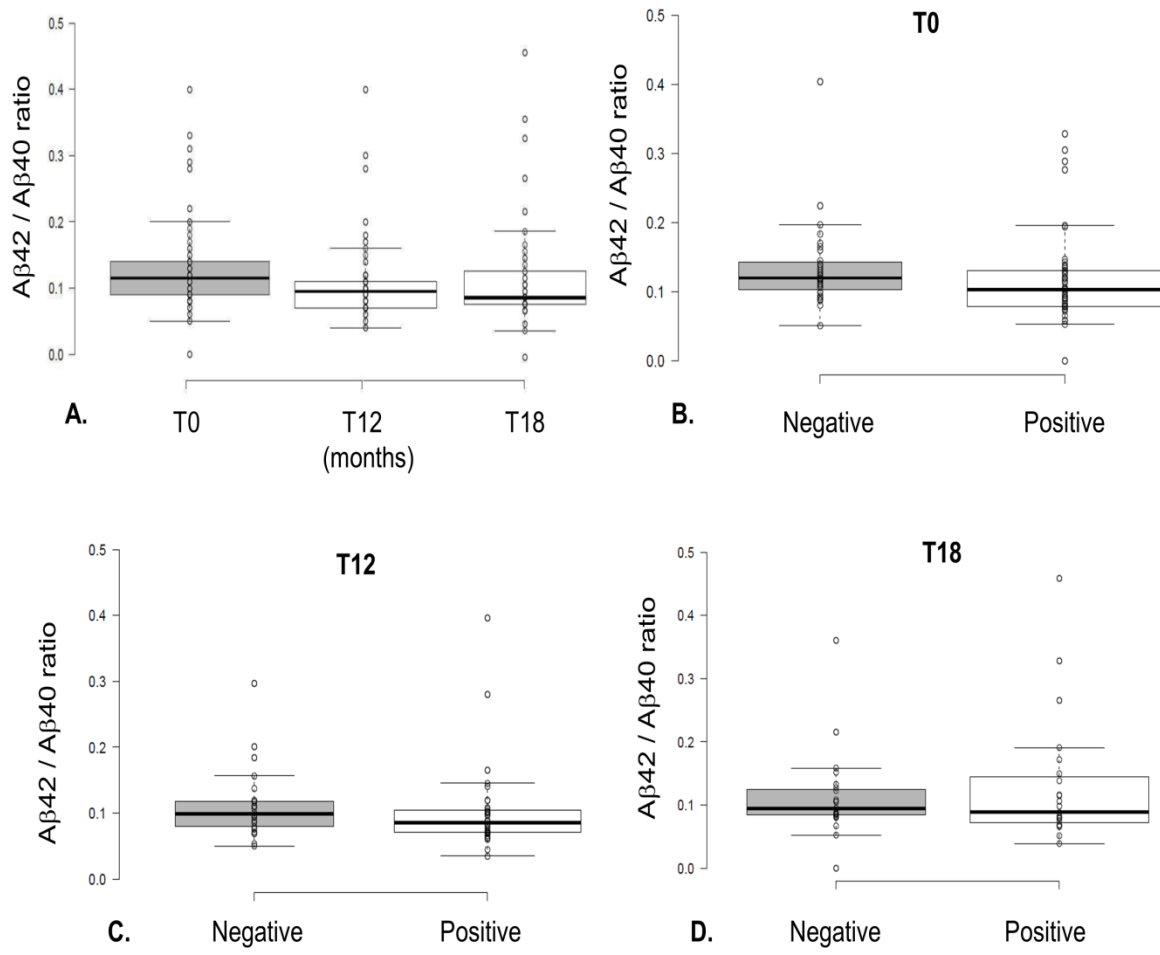 0.5
0.4
0.3
0.2
0.1
0.0
Aβ42 / Aβ40 ratio
A.
T0
T12
T18
(months)
T0
0.5
0.4
0.3
0.2
0.1
0.0
Aβ42 / Aβ40 ratio
B.
Negative
Positive
T12
0.5
0.4
0.3
0.2
0.1
0.0
Aβ42 / Aβ40 ratio
C.
Negative
Positive
T18
0.5
0.4
0.3
0.2
0.1
0.0
Aβ42 / Aβ40 ratio
D.
Negative
Positive